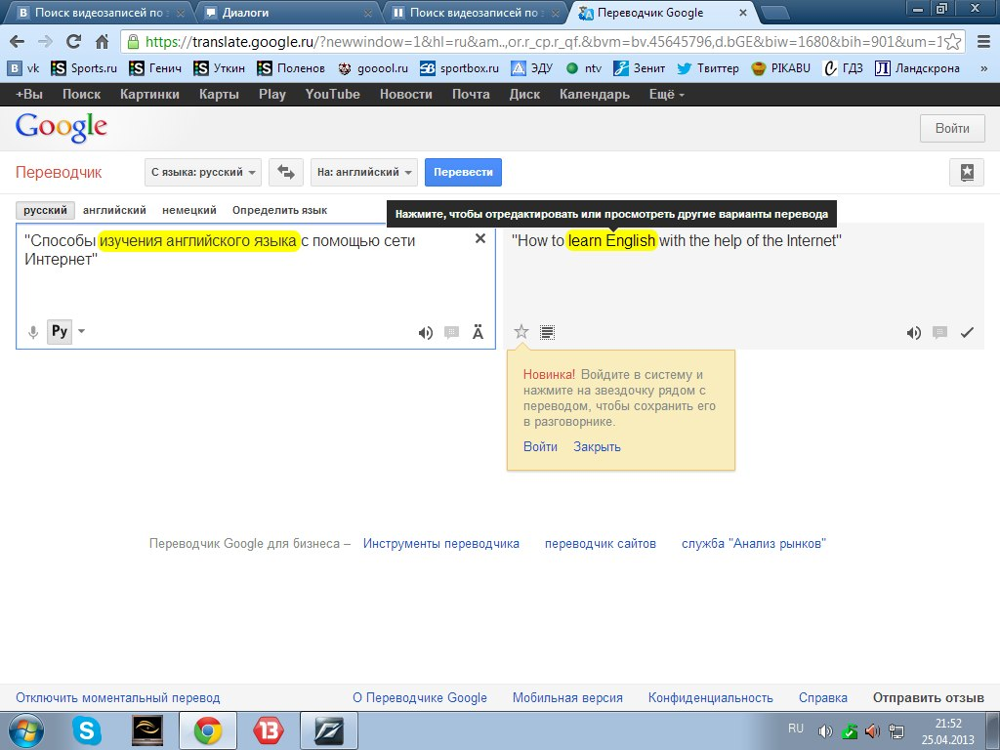 Поиск видеозаписей по з
Диалоги
Поиск видеозаписей по з
Переводчик Google
https://translate.google.ru/?newwindow=1&hl=ru&am..,or.r_cp.r_qf.&bvm=bv.45645796,d.bGE&biw=1680&bih=901&um=1
vk Sports.ru Генич Уткин Поленов gooool.ru sportbox.ru ЭДУ ntv Зенит Твиттер PIKABU ГДЗ Ландскрона »
+Вы Поиск Картинки Карты Play YouTube Новости Почта Диск Календарь Ещё
Google
Войти
Переводчик
С языка: русский На: английский Перевести
русский английский немецкий Определить язык
Нажмите, чтобы отредактировать или просмотреть другие варианты перевода
"Способы изучения английского языка с помощью сети
Интернет"
"How to learn English with the help of the Internet"
Ру
Ä
Новинка! Войдите в систему и
нажмите на звездочку рядом с
переводом, чтобы сохранить его
в разговорнике.
Войти Закрыть
Переводчик Google для бизнеса – Инструменты переводчика переводчик сайтов служба "Анализ рынков"
Отключить моментальный перевод О Переводчике Google Мобильная версия Конфиденциальность Справка Отправить отзыв
13
RU
21:52
25.04.2013